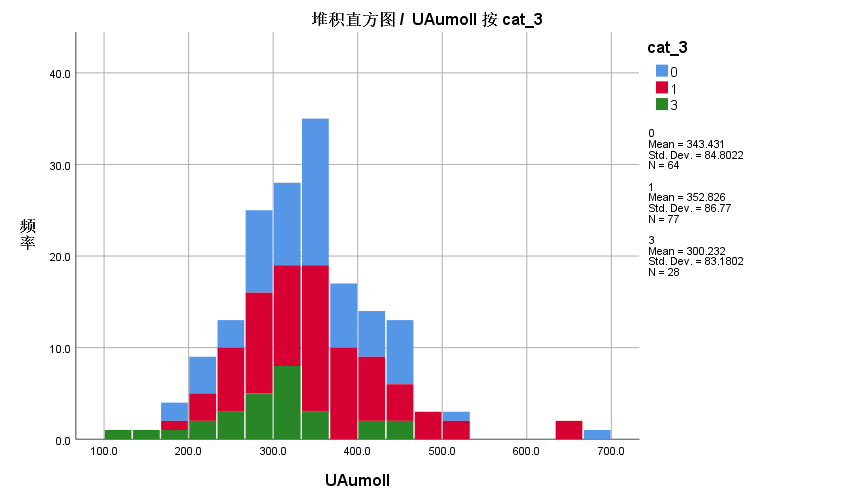 堆积直方图 / UAumoll 按 cat_3
cat_3
0
1
3
0
Mean = 343.431
Std. Dev. = 84.8022
N = 64
1
Mean = 352.826
Std. Dev. = 86.77
N = 77
3
Mean = 300.232
Std. Dev. = 83.1802
N = 28
频率
40.0
30.0
20.0
10.0
0.0
100.0 200.0 300.0 400.0 500.0 600.0 700.0
UAumoll